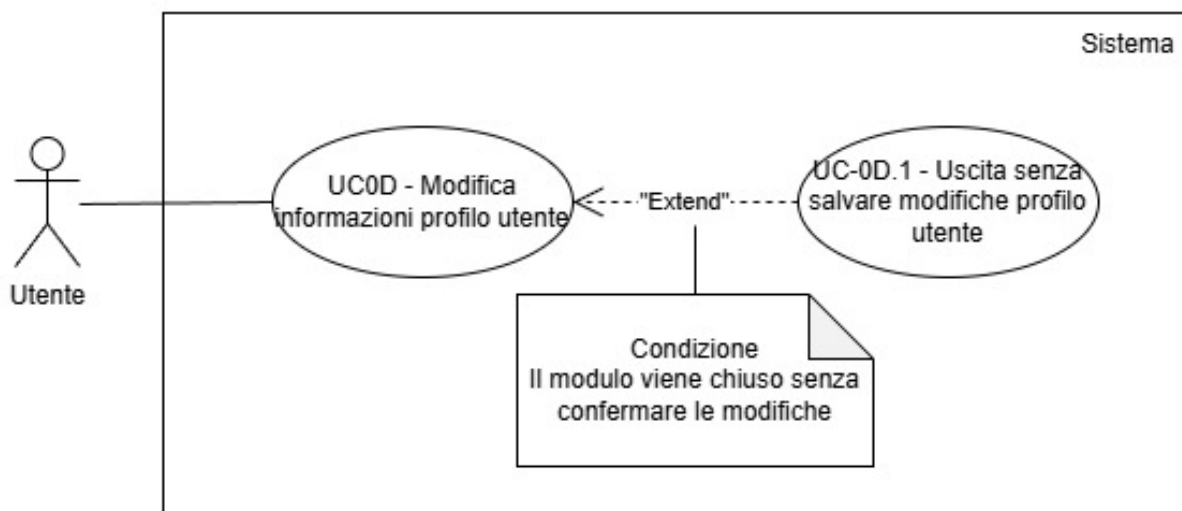 Sistema
UC0D - Modifica
informazioni profilo utente
"Extend"
UC-0D.1 - Uscita senza
salvare modifiche profilo
utente
Utente
Condizione
Il modulo viene chiuso senza
confermare le modifiche